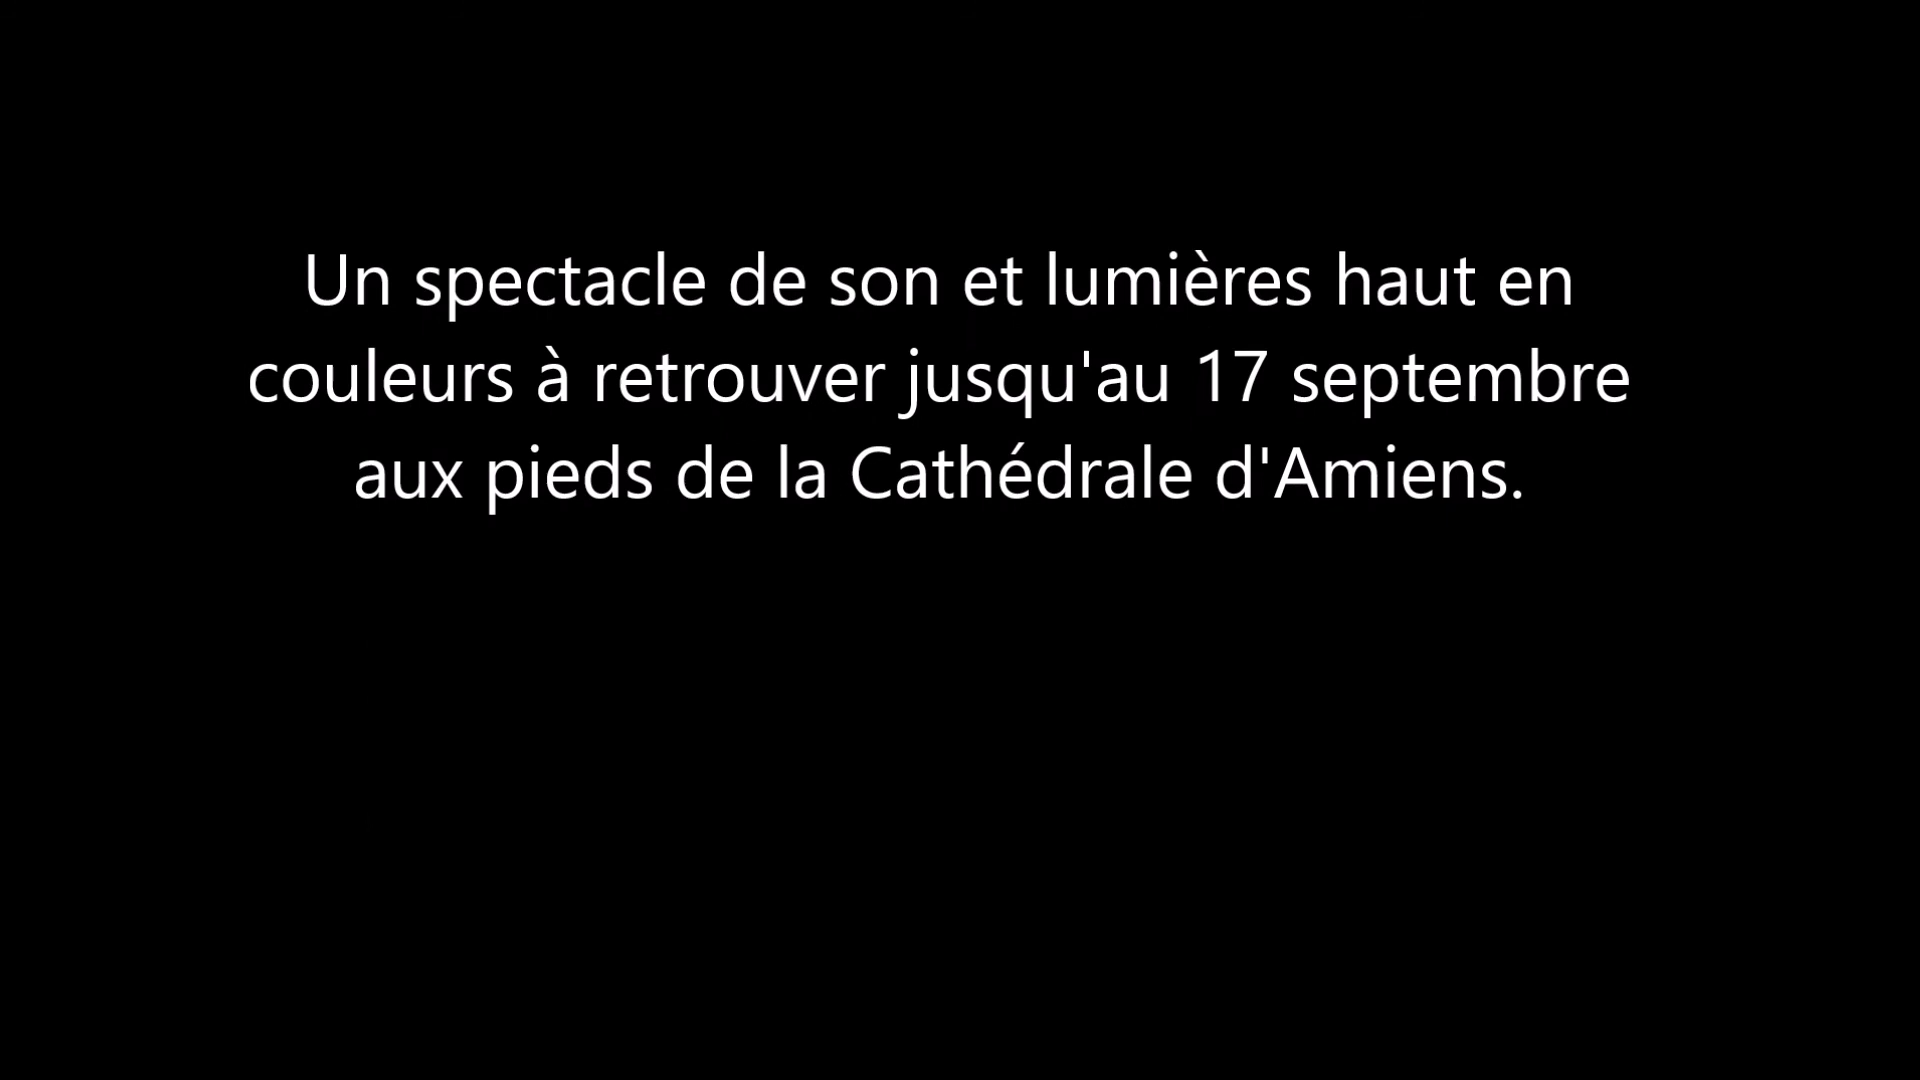 Un spectacle de son et lumières haut en
couleurs à retrouver jusqu'au 17 septembre
aux pieds de la Cathédrale d'Amiens.